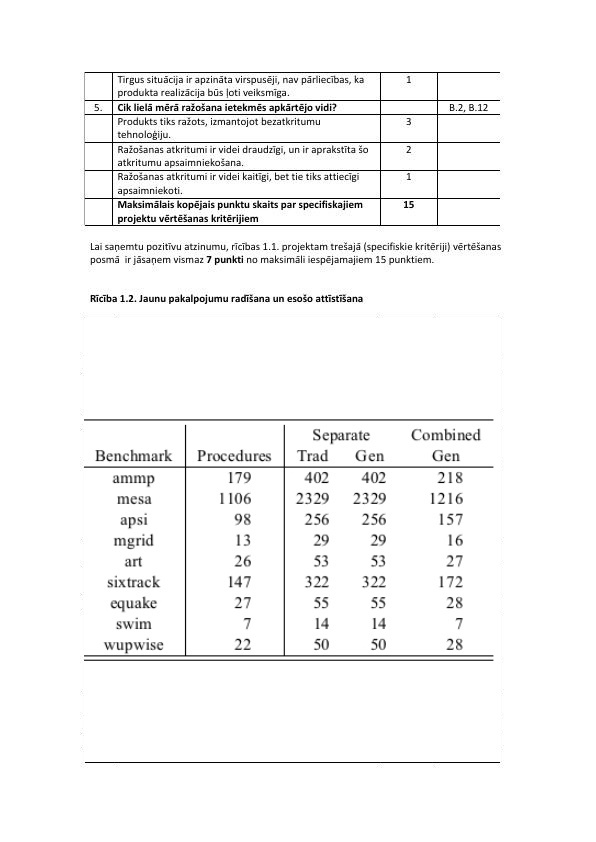 Tirgus situācija ir apzināta virspusēji, nav pārliecības, ka 1
produkta realizācija būs ļoti veiksmīga.
5. Cik lielā mērā ražošana ietekmēs apkārtējo vidi? B.2, B.12
Produkts tiks ražots, izmantojot bezatkritumu 3
tehnoloģiju.
Ražošanas atkritumi ir videi draudzīgi, un ir aprakstīta šo 2
atkritumu apsaimniekošana.
Ražošanas atkritumi ir videi kaitīgi, bet tie tiks attiecīgi 1
apsaimniekoti.
Maksimālais kopējais punktu skaits par specifiskajiem 15
projektu vērtēšanas kritērijiem
Lai saņemtu pozitīvu atzinumu, rīcības 1.1. projektam trešajā (specifiskie kritēriji) vērtēšanas
posmā ir jāsaņem vismaz 7 punkti no maksimāli iespējamajiem 15 punktiem.
Rīcība 1.2. Jaunu pakalpojumu radīšana un esošo attīstīšana
Separate Combined
Benchmark Procedures Trad Gen Gen
ammp 179 402 402 218
mesa 1106 2329 2329 1216
apsi 98 256 256 157
mgrid 13 29 29 16
art 26 53 53 27
sixtrack 147 322 322 172
equake 27 55 55 28
swim 7 14 14 7
wupwise 22 50 50 28